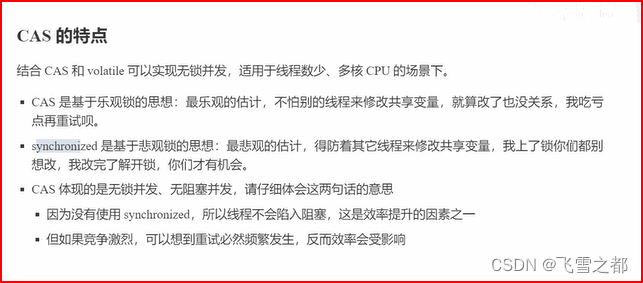 CAS 的特点
结合 CAS 和 volatile 可以实现无锁并发，适用于线程数少、多核 CPU 的场景下。
CAS 是基于乐观锁的思想：最乐观的估计，不怕别的线程来修改共享变量，就算改了也没关系，我吃亏
点再重试呗。
synchronized 是基于悲观锁的思想：最悲观的估计，得防着其它线程来修改共享变量，我上了锁你们都别
想改，我改完了解开锁，你们才有机会。
CAS 体现的是无锁并发、无阻塞并发，请仔细体会这两句话的意思
因为没有使用 synchronized，所以线程不会陷入阻塞，这是效率提升的因素之一
但如果竞争激烈，可以想到重试必然频繁发生，反而效率会受影响
CSDN @飞雪之都